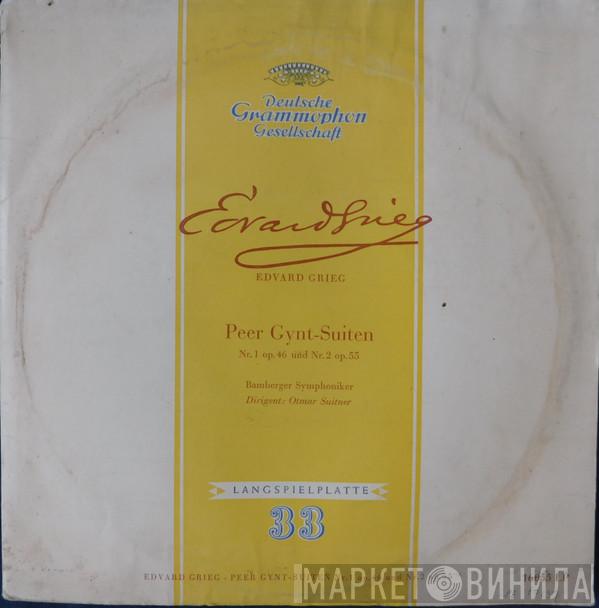 Deutsche
Grammophon
Gesellschaft
Edvard Grieg
EDVARD GRIEG
Peer Gynt-Suiten
Nr. 1 op. 46 und Nr. 2 op. 55
Bamberger Symphoniker
Dirigent: Otmar Suitner
LANGSPIELPLATTE
33
EDVARD GRIEG - PEER GYNT-SUITEN
МАРКЕТ ВИНИЛА